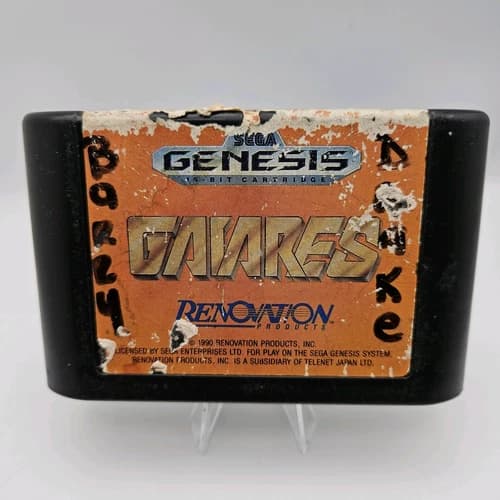 SEGA
GENESIS
16-BIT CARTRIDGE
GAIARES
RENOVATION
PRODUCTS
© 1990 RENOVATION PRODUCTS, INC.
LICENSED BY SEGA ENTERPRISES LTD. FOR PLAY ON THE SEGA GENESIS SYSTEM.
RENOVATION PRODUCTS, INC. IS A SUBSIDIARY OF TELENET JAPAN LTD.
Barry